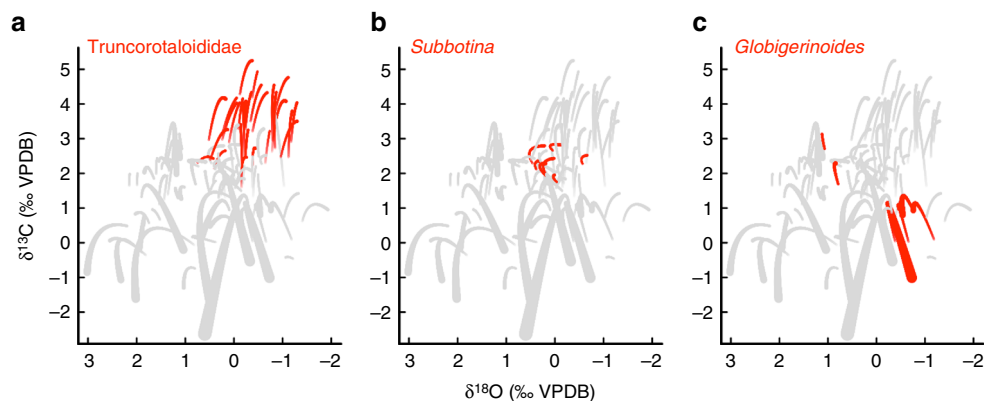 a
b
c
Truncorotaloididae
Subbotina
Globigerinoides
δ13C (‰ VPDB)
5
4
3
2
1
0
–1
–2
3 2 1 0 –1 –2
5
4
3
2
1
0
–1
–2
3 2 1 0 –1 –2
5
4
3
2
1
0
–1
–2
3 2 1 0 –1 –2
δ18O (‰ VPDB)